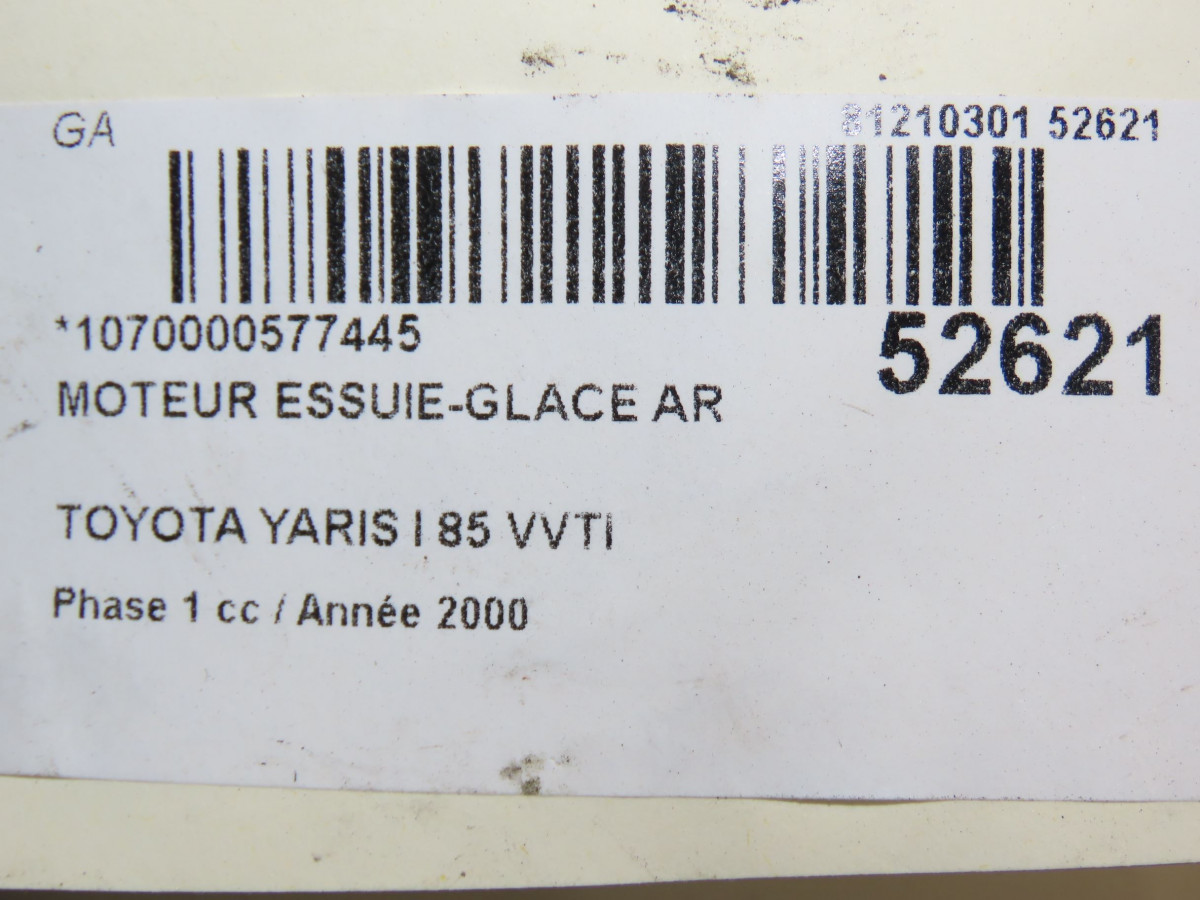 GA
81210301 52621
*1070000577445
52621
MOTEUR ESSUIE-GLACE AR
TOYOTA YARIS I 85 VVTI
Phase 1 cc / Année 2000